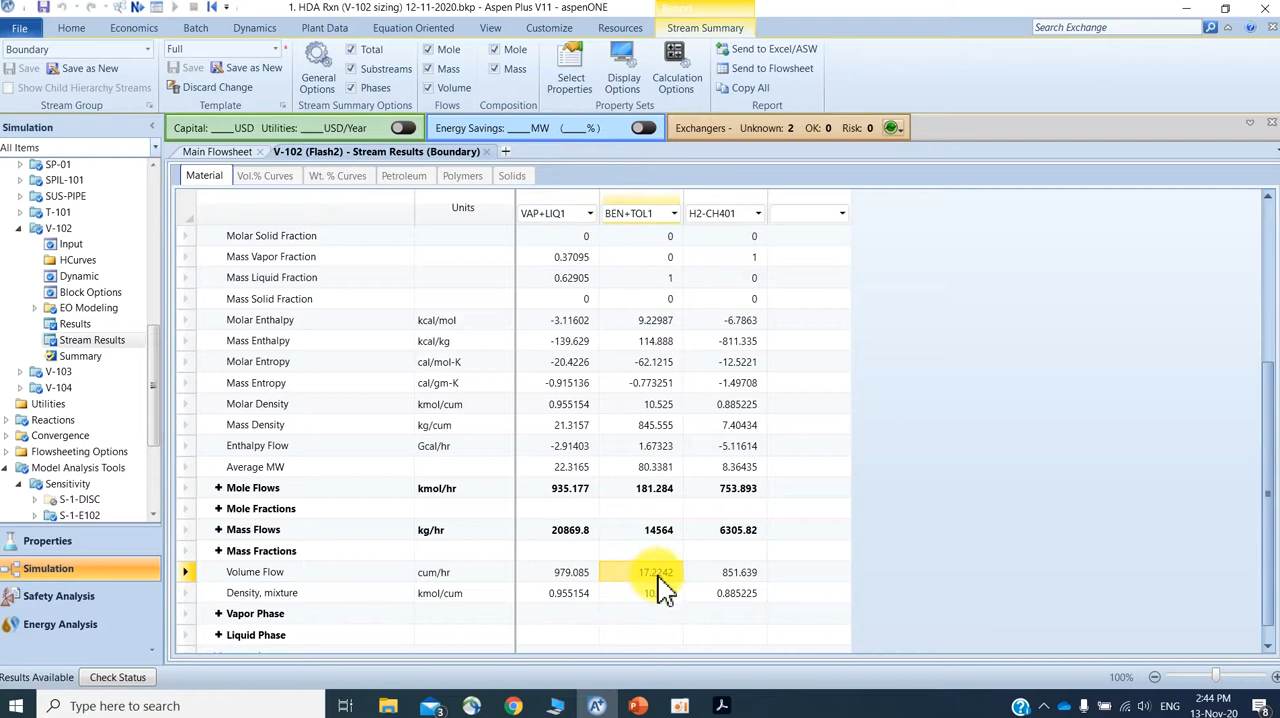 1. HDA Rxn (V-102 sizing) 12-11-2020.bkp - Aspen Plus V11 - aspenONE
File Home Economics Batch Dynamics Plant Data Equation Oriented View Customize Resources Stream Summary Search Exchange
Boundary Full * Total Mole Mole Send to Excel/ASW
Save Save as New Save Save as New Substreams Mass Mass Send to Flowsheet
Show Child Hierarchy Streams Discard Change General Options Phases Volume Select Properties Display Options Calculation Options Copy All
Stream Group Template Stream Summary Options Flows Composition Property Sets Report
Simulation Capital: ____USD Utilities: ____USD/Year Energy Savings: ____MW (____%) Exchangers - Unknown: 2 OK: 0 Risk: 0
All Items Main Flowsheet V-102 (Flash2) - Stream Results (Boundary) +
Material Vol.% Curves Wt. % Curves Petroleum Polymers Solids
SP-01
SPIL-101
SUS-PIPE
T-101
V-102
Input
HCurves
Dynamic
Block Options
EO Modeling
Results
Stream Results
Summary
V-103
V-104
Utilities
Reactions
Convergence
Flowsheeting Options
Model Analysis Tools
Sensitivity
S-1-DISC
S-1-E102
Properties
Simulation
Safety Analysis
Energy Analysis
Units VAP+LIQ1 BEN+TOL1 H2-CH401
Molar Solid Fraction 0 0 0
Mass Vapor Fraction 0.37095 0 1
Mass Liquid Fraction 0.62905 1 0
Mass Solid Fraction 0 0 0
Molar Enthalpy kcal/mol -3.11602 9.22987 -6.7863
Mass Enthalpy kcal/kg -139.629 114.888 -811.335
Molar Entropy cal/mol-K -20.4226 -62.1215 -12.5221
Mass Entropy cal/gm-K -0.915136 -0.773251 -1.49708
Molar Density kmol/cum 0.955154 10.525 0.885225
Mass Density kg/cum 21.3157 845.555 7.40434
Enthalpy Flow Gcal/hr -2.91403 1.67323 -5.11614
Average MW 22.3165 80.3381 8.36435
+ Mole Flows kmol/hr 935.177 181.284 753.893
+ Mole Fractions
+ Mass Flows kg/hr 20869.8 14564 6305.82
+ Mass Fractions
Volume Flow cum/hr 979.085 17.2242 851.639
Density, mixture kmol/cum 0.955154 0.885225
+ Vapor Phase
+ Liquid Phase
Results Available Check Status 100%
Type here to search 3 2:44 PM
13-Nov-20